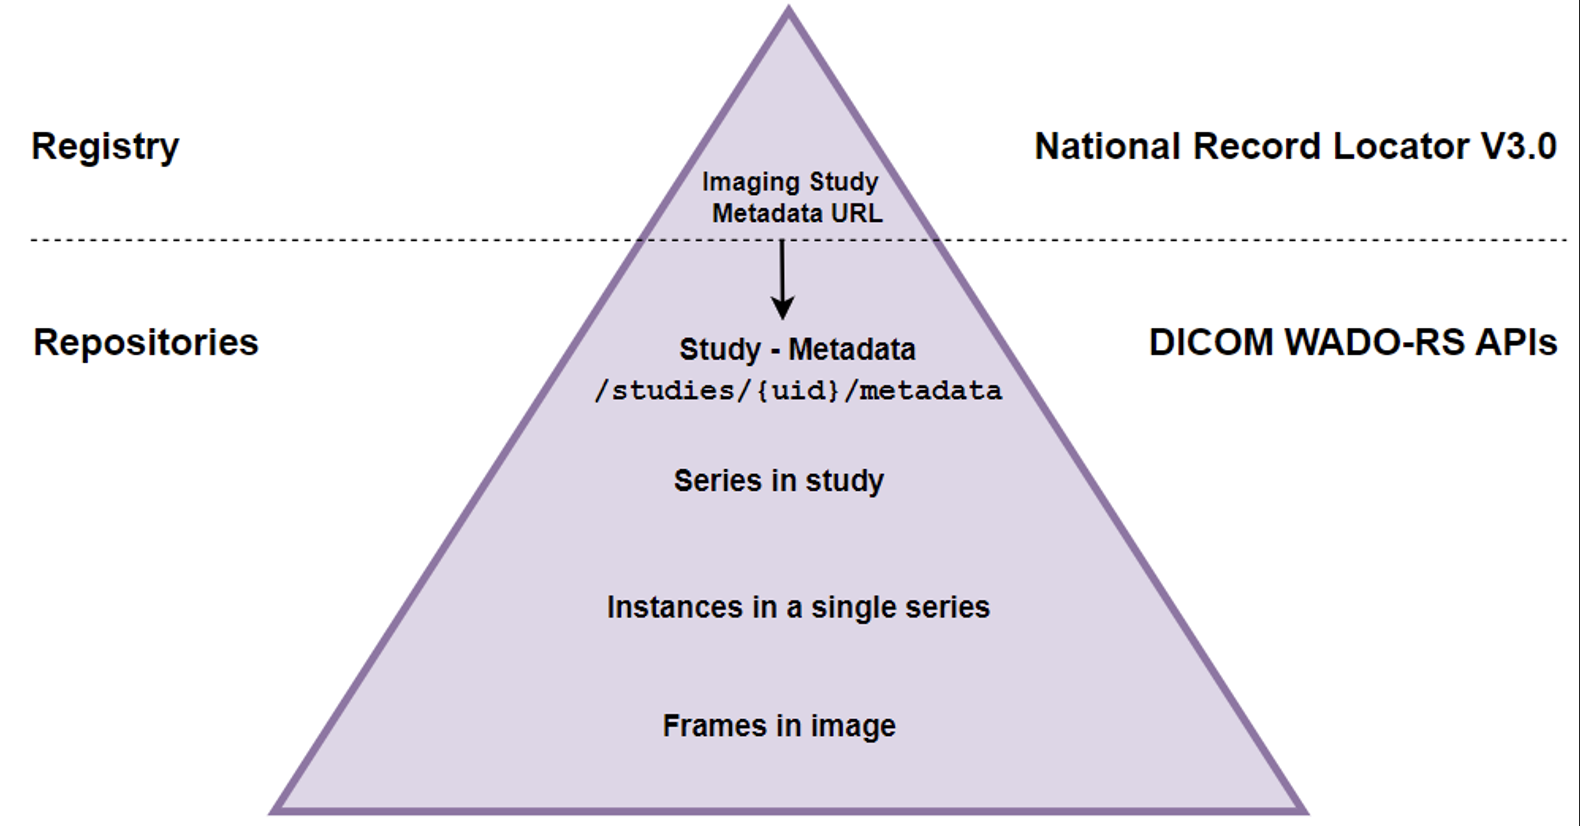 Registry
National Record Locator V3.0
Imaging Study
Metadata URL
Repositories
DICOM WADO-RS APIs
Study - Metadata
/studies/{uid}/metadata
Series in study
Instances in a single series
Frames in image